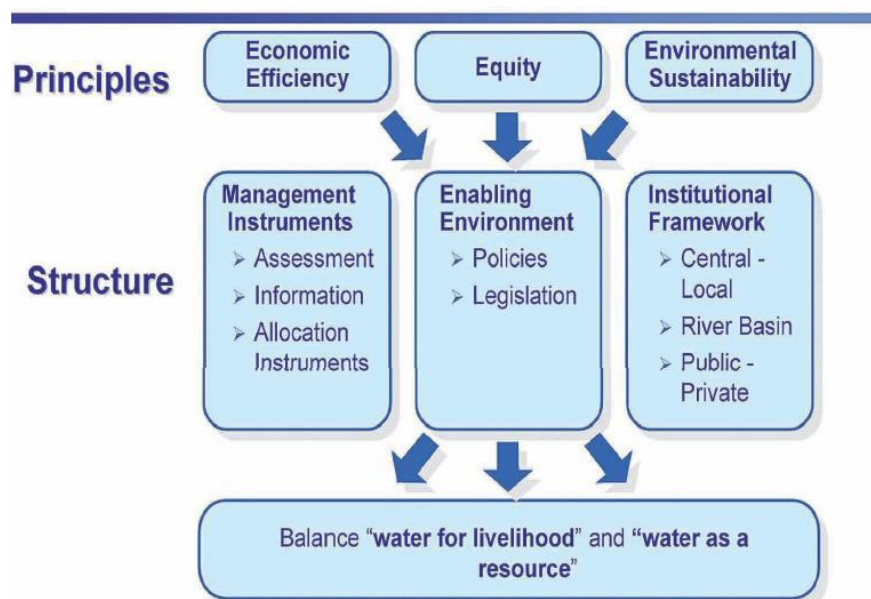 Principles
Economic
Efficiency
Equity
Environmental
Sustainability
Structure
Management
Instruments
➢ Assessment
➢ Information
➢ Allocation
Instruments
Enabling
Environment
➢ Policies
➢ Legislation
Institutional
Framework
➢ Central -
Local
➢ River Basin
➢ Public -
Private
Balance “water for livelihood” and “water as a
resource”